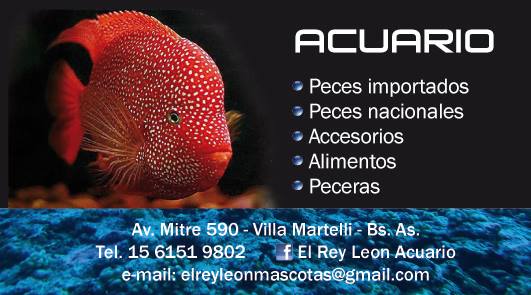 ACUARIO
Peces importados
Peces nacionales
Accesorios
Alimentos
Peceras
Av. Mitre 590 - Villa Martelli - Bs. As.
Tel. 15 6151 9802 f El Rey Leon Acuario
e-mail: elreyleonmascotas@gmail.com